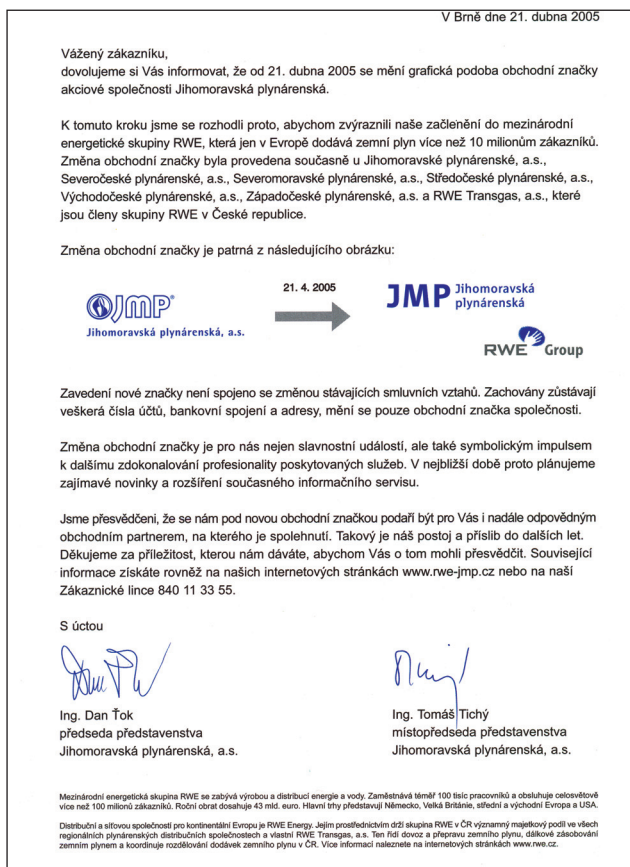 V Brně dne 21. dubna 2005
Vážený zákazníku,
dovolujeme si Vás informovat, že od 21. dubna 2005 se mění grafická podoba obchodní značky
akciové společnosti Jihomoravská plynárenská.
K tomuto kroku jsme se rozhodli proto, abychom zvýraznili naše začlenění do mezinárodní
energetické skupiny RWE, která jen v Evropě dodává zemní plyn více než 10 milionům zákazníků.
Změna obchodní značky byla provedena současně u Jihomoravské plynárenské, a.s.,
Severočeské plynárenské, a.s., Severomoravské plynárenské, a.s., Středočeské plynárenské, a.s.,
Východočeské plynárenské, a.s., Západočeské plynárenské, a.s. a RWE Transgas, a.s., které
jsou členy skupiny RWE v České republice.
Změna obchodní značky je patrná z následujícího obrázku:
JMP®
Jihomoravská plynárenská, a.s.
21. 4. 2005
JMP Jihomoravská
plynárenská
RWE Group
Zavedení nové značky není spojeno se změnou stávajících smluvních vztahů. Zachovány zůstávají
veškerá čísla účtů, bankovní spojení a adresy, mění se pouze obchodní značka společnosti.
Změna obchodní značky je pro nás nejen slavnostní událostí, ale také symbolickým impulsem
k dalšímu zdokonalování profesionality poskytovaných služeb. V nejbližší době proto plánujeme
zajímavé novinky a rozšíření současného informačního servisu.
Jsme přesvědčeni, že se nám pod novou obchodní značkou podaří být pro Vás i nadále odpovědným
obchodním partnerem, na kterého je spolehnutí. Takový je náš postoj a příslib do dalších let.
Děkujeme za příležitost, kterou nám dáváte, abychom Vás o tom mohli přesvědčit. Související
informace získáte rovněž na našich internetových stránkách www.rwe-jmp.cz nebo na naší
Zákaznické lince 840 11 33 55.
S úctou
Ing. Dan Ťok
předseda představenstva
Jihomoravská plynárenská, a.s.
Ing. Tomáš Tichý
místopředseda představenstva
Jihomoravská plynárenská, a.s.
Mezinárodní energetická skupina RWE se zabývá výrobou a distribucí energie a vody. Zaměstnává téměř 100 tisíc pracovníků a obsluhuje celosvětově
více než 100 milionů zákazníků. Roční obrat dosahuje 43 mld. euro. Hlavní trhy představují Německo, Velká Británie, střední a východní Evropa a USA.
Distribuční a síťovou společností pro kontinentální Evropu je RWE Energy. Jejím prostřednictvím drží skupina RWE v ČR významný majetkový podíl ve všech
regionálních plynárenských distribučních společnostech a vlastní RWE Transgas, a.s. Ten řídí dovoz a přepravu zemního plynu, dálkové zásobování
zemním plynem a koordinuje rozdělování dodávek zemního plynu v ČR. Více informací naleznete na internetových stránkách www.rwe.cz.